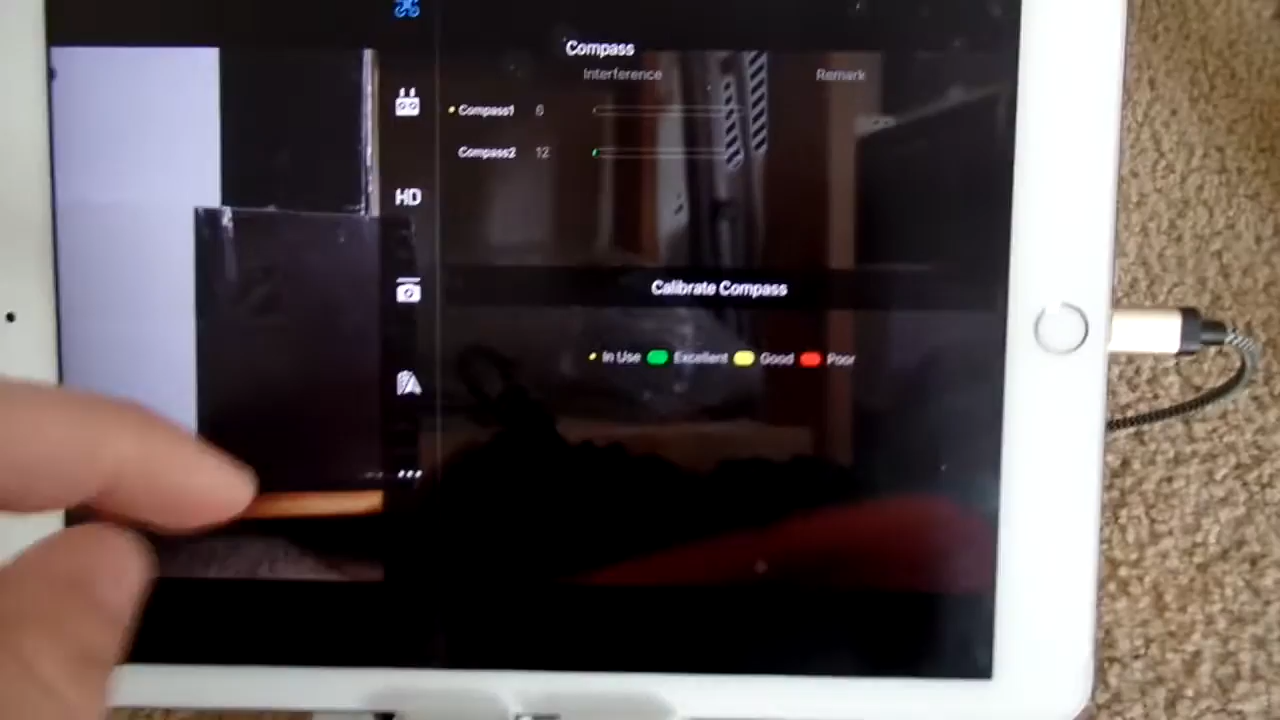 Compass
Interference Remark
Compass1 6
Compass2 12
HD
Calibrate Compass
In Use Excellent Good Poor